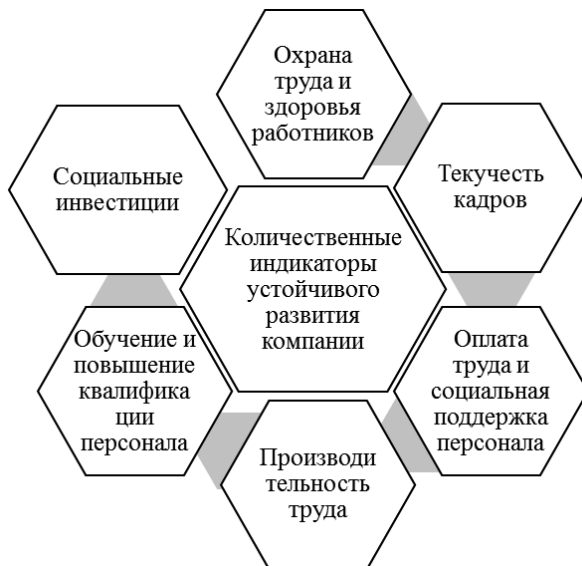 Охрана
труда и
здоровья
работников
Текучесть
кадров
Оплата
труда и
социальная
поддержка
персонала
Производи
тельность
труда
Обучение и
повышение
квалифика
ции
персонала
Социальные
инвестиции
Количественные
индикаторы
устойчивого
развития
компании